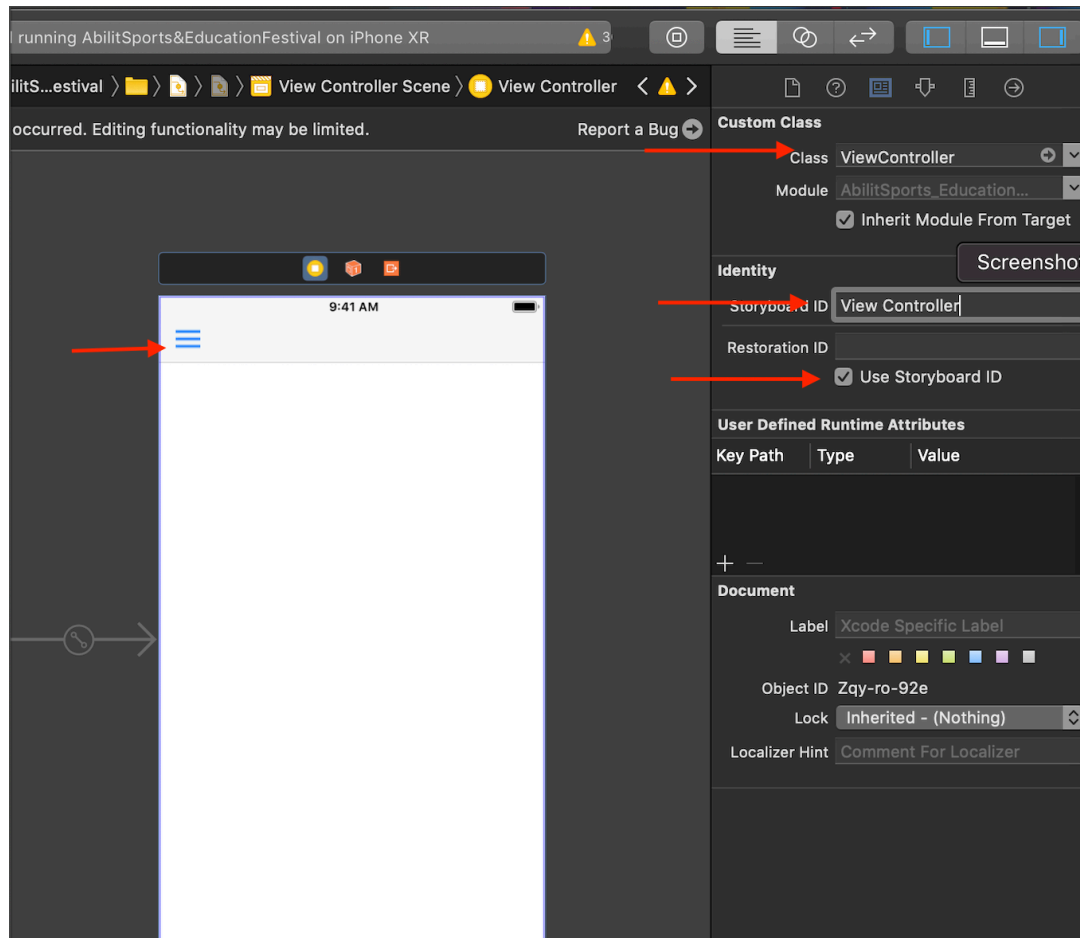 running AbilitSports&EducationFestival on iPhone XR
ilitS...estival
View Controller Scene
View Controller
occurred. Editing functionality may be limited.
Report a Bug
Custom Class
Class ViewController
Module AbilitSports_Education...
Inherit Module From Target
Screensho
Identity
Storyboard ID View Controller
Restoration ID
Use Storyboard ID
User Defined Runtime Attributes
Key Path Type Value
9:41 AM
Document
Label Xcode Specific Label
Object ID Zqy-ro-92e
Lock Inherited - (Nothing)
Localizer Hint Comment For Localizer